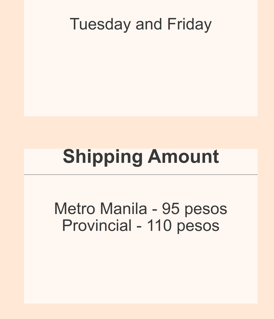 Tuesday and Friday
Shipping Amount
Metro Manila - 95 pesos
Provincial - 110 pesos